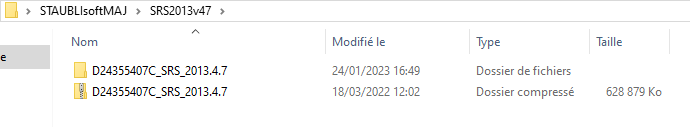 STAUBLIsoftMAJ > SRS2013v47 >
Nom Modifié le Type Taille
D24355407C_SRS_2013.4.7 24/01/2023 16:49 Dossier de fichiers
D24355407C_SRS_2013.4.7 18/03/2022 12:02 Dossier compressé 628 879 Ko
e